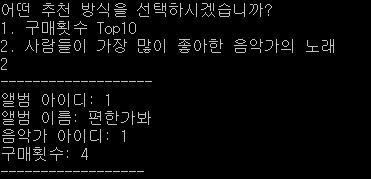 어떤 추천 방식을 선택하시겠습니까?
1. 구매횟수 Top10
2. 사람들이 가장 많이 좋아한 음악가의 노래
2
-------------------
앨범 아이디: 1
앨범 이름: 편한가봐
음악가 아이디: 1
구매횟수: 4
------------------